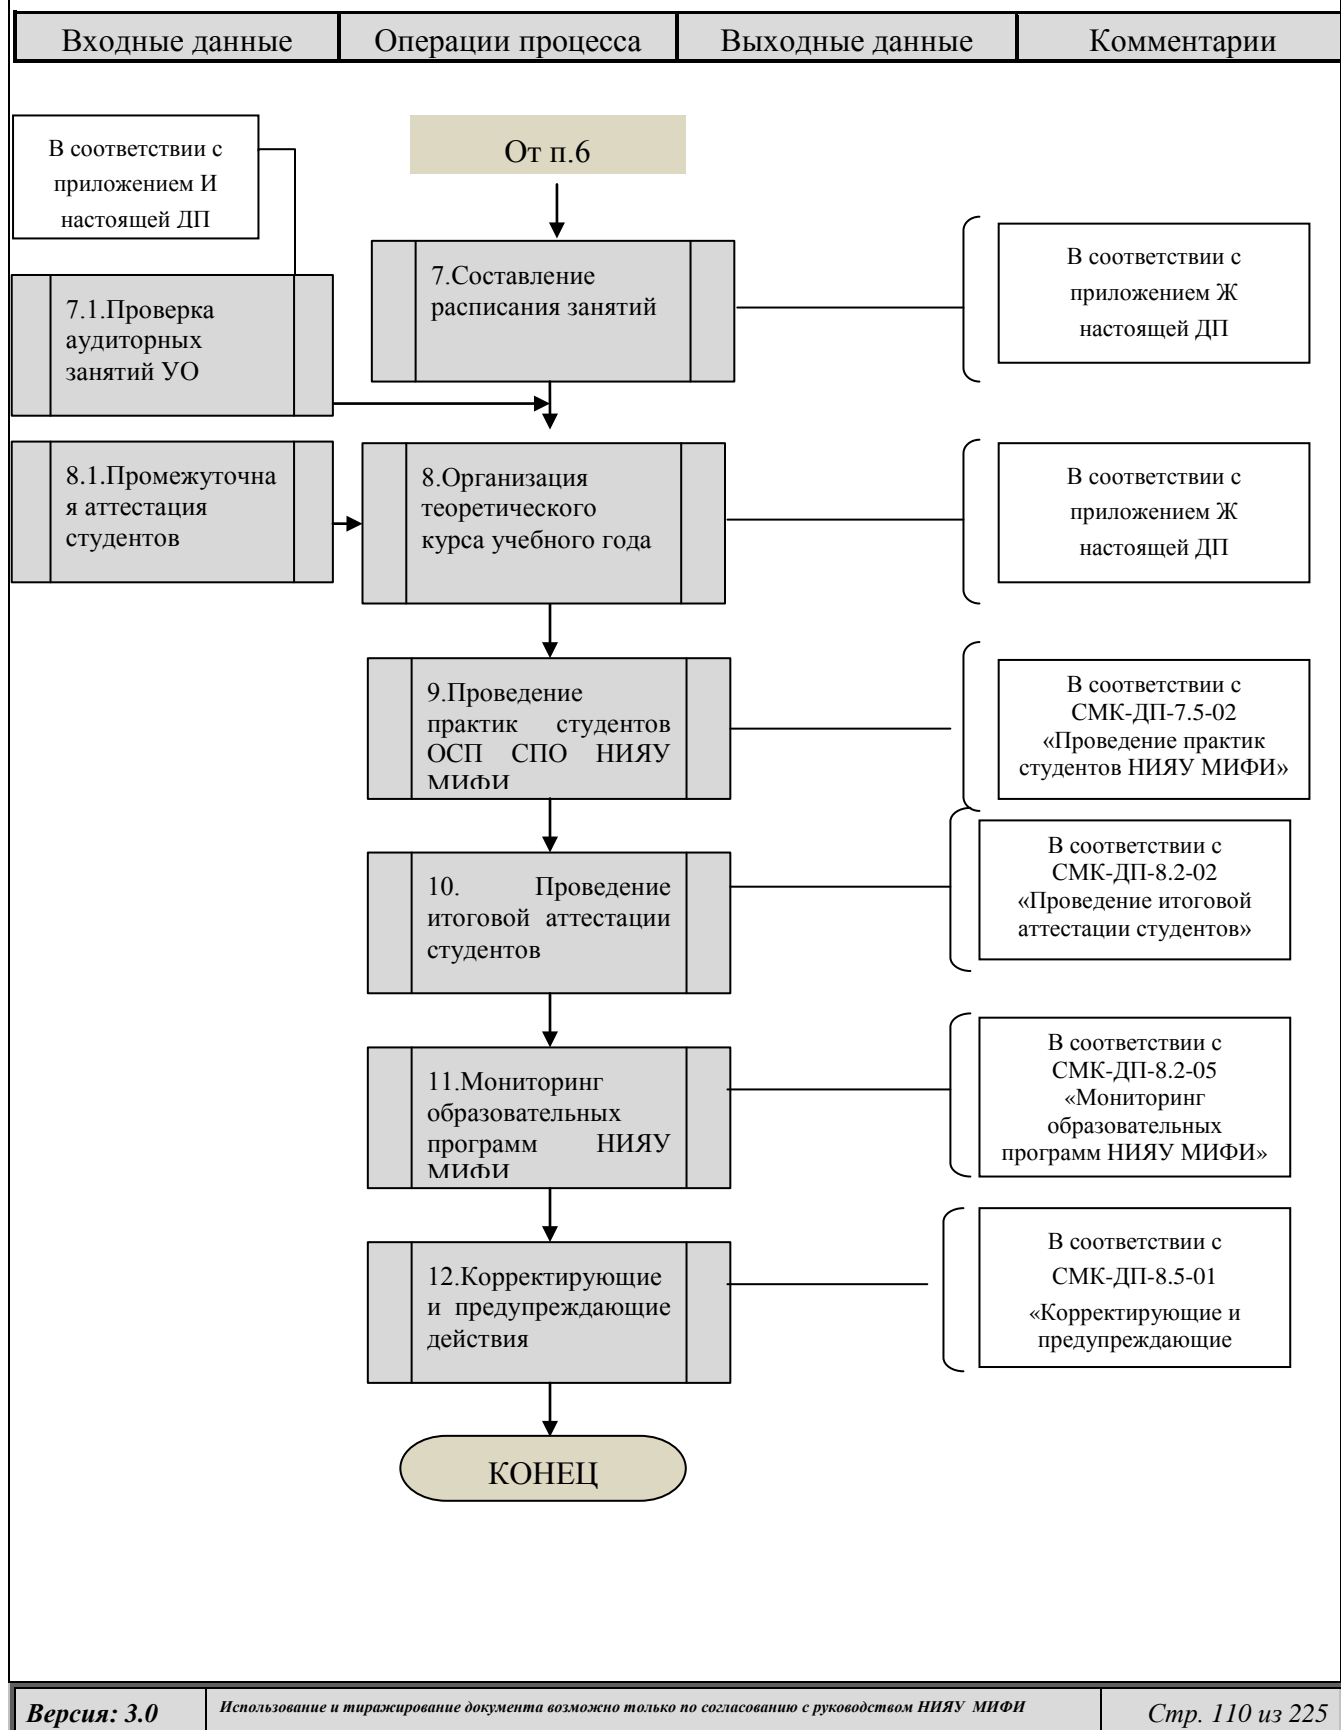 Входные данные
Операции процесса
Выходные данные
Комментарии
В соответствии с
приложением И
настоящей ДП
От п.6
7.Составление
расписания занятий
В соответствии с
приложением Ж
настоящей ДП
7.1.Проверка
аудиторных
занятий УО
8.1.Промежуточна
я аттестация
студентов
8.Организация
теоретического
курса учебного года
В соответствии с
приложением Ж
настоящей ДП
9.Проведение
практик студентов
ОСП СПО НИЯУ
МИФИ
В соответствии с
СМК-ДП-7.5-02
«Проведение практик
студентов НИЯУ МИФИ»
10. Проведение
итоговой аттестации
студентов
В соответствии с
СМК-ДП-8.2-02
«Проведение итоговой
аттестации студентов»
11.Мониторинг
образовательных
программ НИЯУ
МИФИ
В соответствии с
СМК-ДП-8.2-05
«Мониторинг
образовательных
программ НИЯУ МИФИ»
12.Корректирующие
и предупреждающие
действия
В соответствии с
СМК-ДП-8.5-01
«Корректирующие и
предупреждающие
КОНЕЦ
Версия: 3.0
Использование и тиражирование документа возможно только по согласованию с руководством НИЯУ МИФИ
Стр. 110 из 225